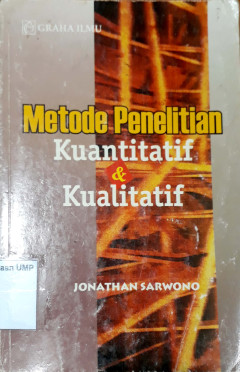 GRAHA ILMU
Metode Penelitian
Kuantitatif
&
Kualitatif
JONATHAN SARWONO
UMP